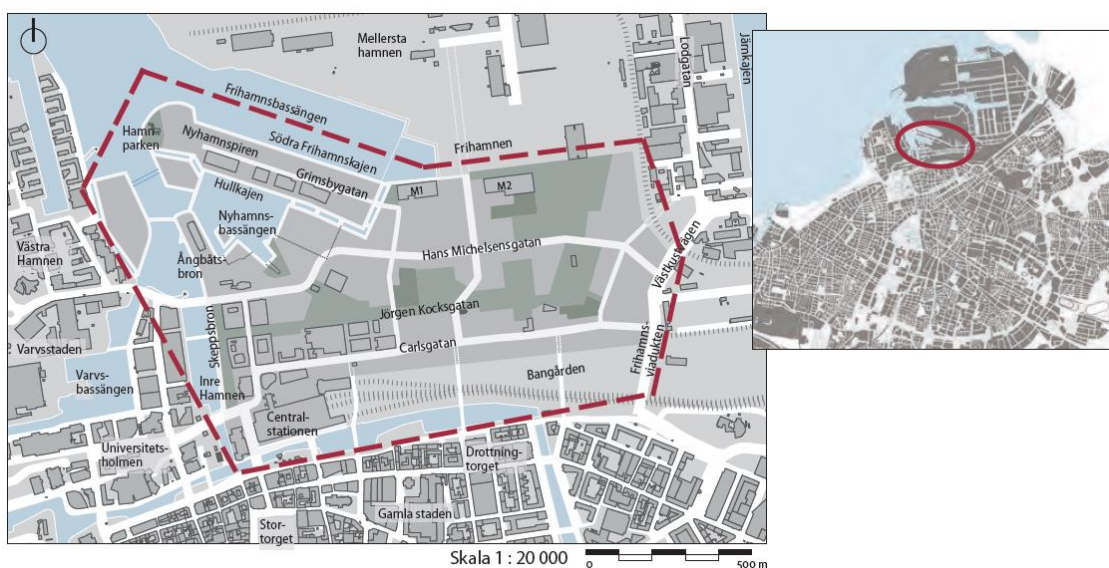 Mellersta
hamnen
Lodgatan
Järnkajen
Frihamnsbassängen
Frihamnen
Hamn-
parken
Nyhamnspiren
Södra Frihamnskajen
Grimsbygatan
M1
M2
Hullkajen
Nyhamns-
bassängen
Hans Michelsensgatan
Västkustvägen
Västra
Hamnen
Ångbåts-
bron
Jörgen Kocksgatan
Skeppsbron
Carlsgatan
Frihamns-
viadukten
Varvsstaden
Varvs-
bassängen
Inre
Hamnen
Bangården
Central-
stationen
Universitets-
holmen
Drottning-
torget
Gamla staden
Stor-
torget
Skala 1 : 20 000
0
500 m